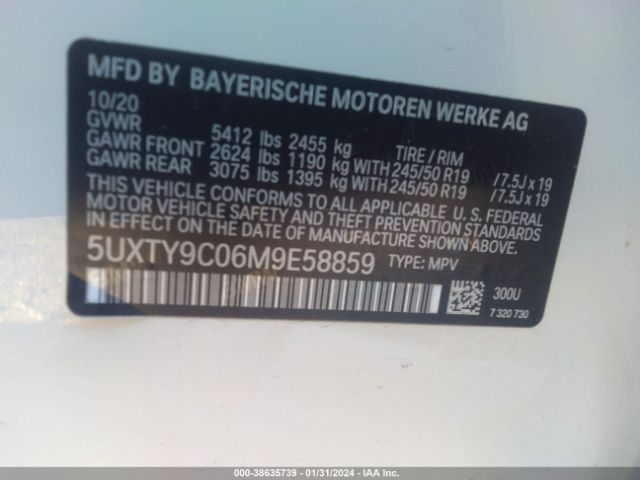 MFD BY BAYERISCHE MOTOREN WERKE AG
10/20
GVWR 5412 lbs 2455 kg TIRE / RIM
GAWR FRONT 2624 lbs 1190 kg WITH 245/50 R19 /7.5J x 19
GAWR REAR 3075 lbs 1395 kg WITH 245/50 R19 /7.5J x 19
THIS VEHICLE CONFORMS TO ALL APPLICABLE U. S. FEDERAL
MOTOR VEHICLE SAFETY AND THEFT PREVENTION STANDARDS
IN EFFECT ON THE DATE OF MANUFACTURE SHOWN ABOVE.
5UXTY9C06M9E58859 TYPE: MPV
300U
7 320 730
000-38635739 - 01/31/2024 - IAAI.COM